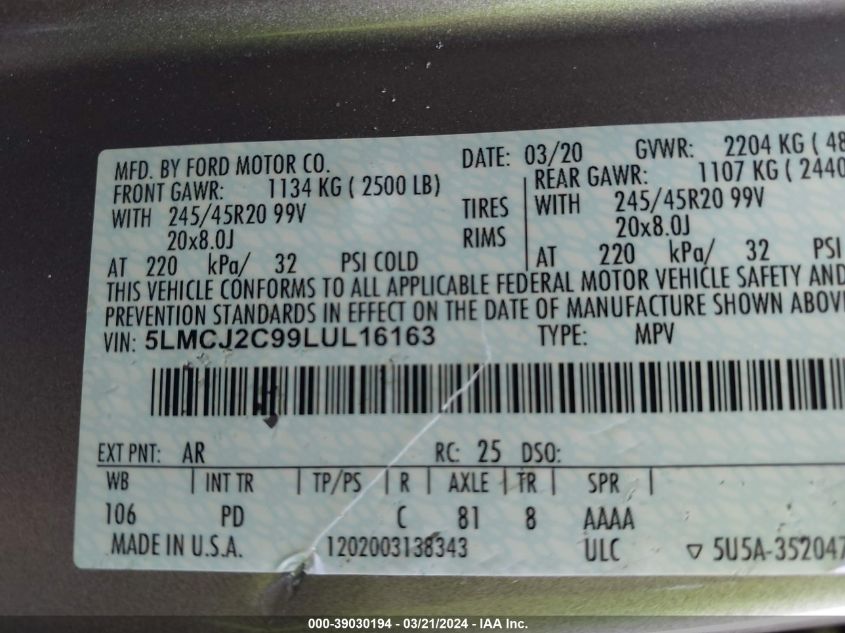 MFD. BY FORD MOTOR CO. DATE: 03/20 GVWR: 2204 KG ( 48
FRONT GAWR: 1134 KG ( 2500 LB) REAR GAWR: 1107 KG ( 2440
WITH 245/45R20 99V TIRES WITH 245/45R20 99V
20x8.0J RIMS 20x8.0J
AT 220 kPa/ 32 PSI COLD AT 220 kPa/ 32 PSI
THIS VEHICLE CONFORMS TO ALL APPLICABLE FEDERAL MOTOR VEHICLE SAFETY AND
PREVENTION STANDARDS IN EFFECT ON THE DATE OF MANUFACTURE SHOWN ABOV
VIN: 5LMCJ2C99LUL16163 TYPE: MPV
EXT PNT: AR RC: 25 DSO:
WB INT TR TP/PS R AXLE TR SPR
106 PD C 81 8 AAAA
MADE IN U.S.A. 1202003138343 ULC ▽ 5U5A-352047
000-39030194 — 03/21/2024 — IAA Inc.